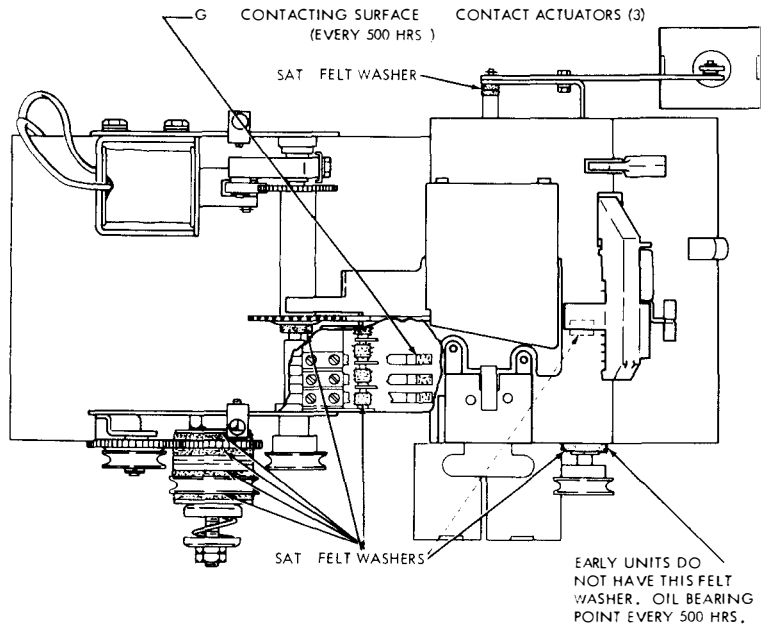 G CONTACTING SURFACE CONTACT ACTUATORS (3)
(EVERY 500 HRS )
SAT FELT WASHER
SAT FELT WASHERS
EARLY UNITS DO
NOT HAVE THIS FELT
WASHER. OIL BEARING
POINT EVERY 500 HRS.